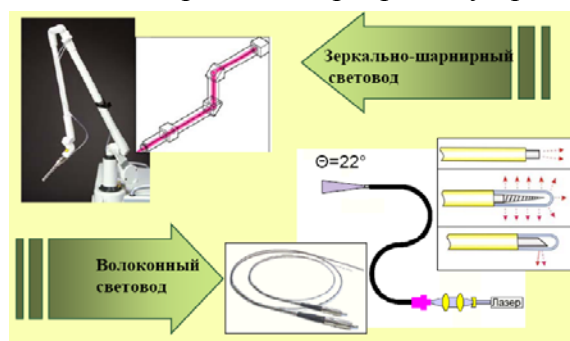 Зеркально-шарнирный
световод
Θ=22°
Волоконный
световод
Лазер